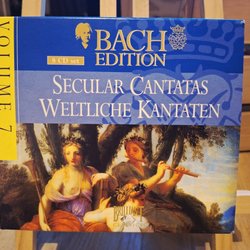 BACH
EDITION
8 CD set
SECULAR CANTATAS
WELTLICHE KANTATEN
VOLUME 7